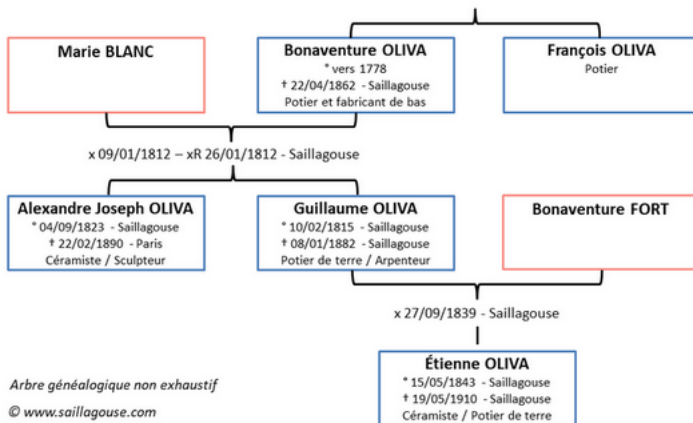 Marie BLANC
Bonaventure OLIVA
* vers 1778
† 22/04/1862 - Saillagouse
Potier et fabricant de bas
François OLIVA
Potier
x 09/01/1812 – xR 26/01/1812 - Saillagouse
Alexandre Joseph OLIVA
* 04/09/1823 - Saillagouse
† 22/02/1890 - Paris
Céramiste / Sculpteur
Guillaume OLIVA
* 10/02/1815 - Saillagouse
† 08/01/1882 - Saillagouse
Potier de terre / Arpenteur
Bonaventure FORT
x 27/09/1839 - Saillagouse
Étienne OLIVA
* 15/05/1843 - Saillagouse
† 19/05/1910 - Saillagouse
Céramiste / Potier de terre
Arbre généalogique non exhaustif
© www.saillagouse.com